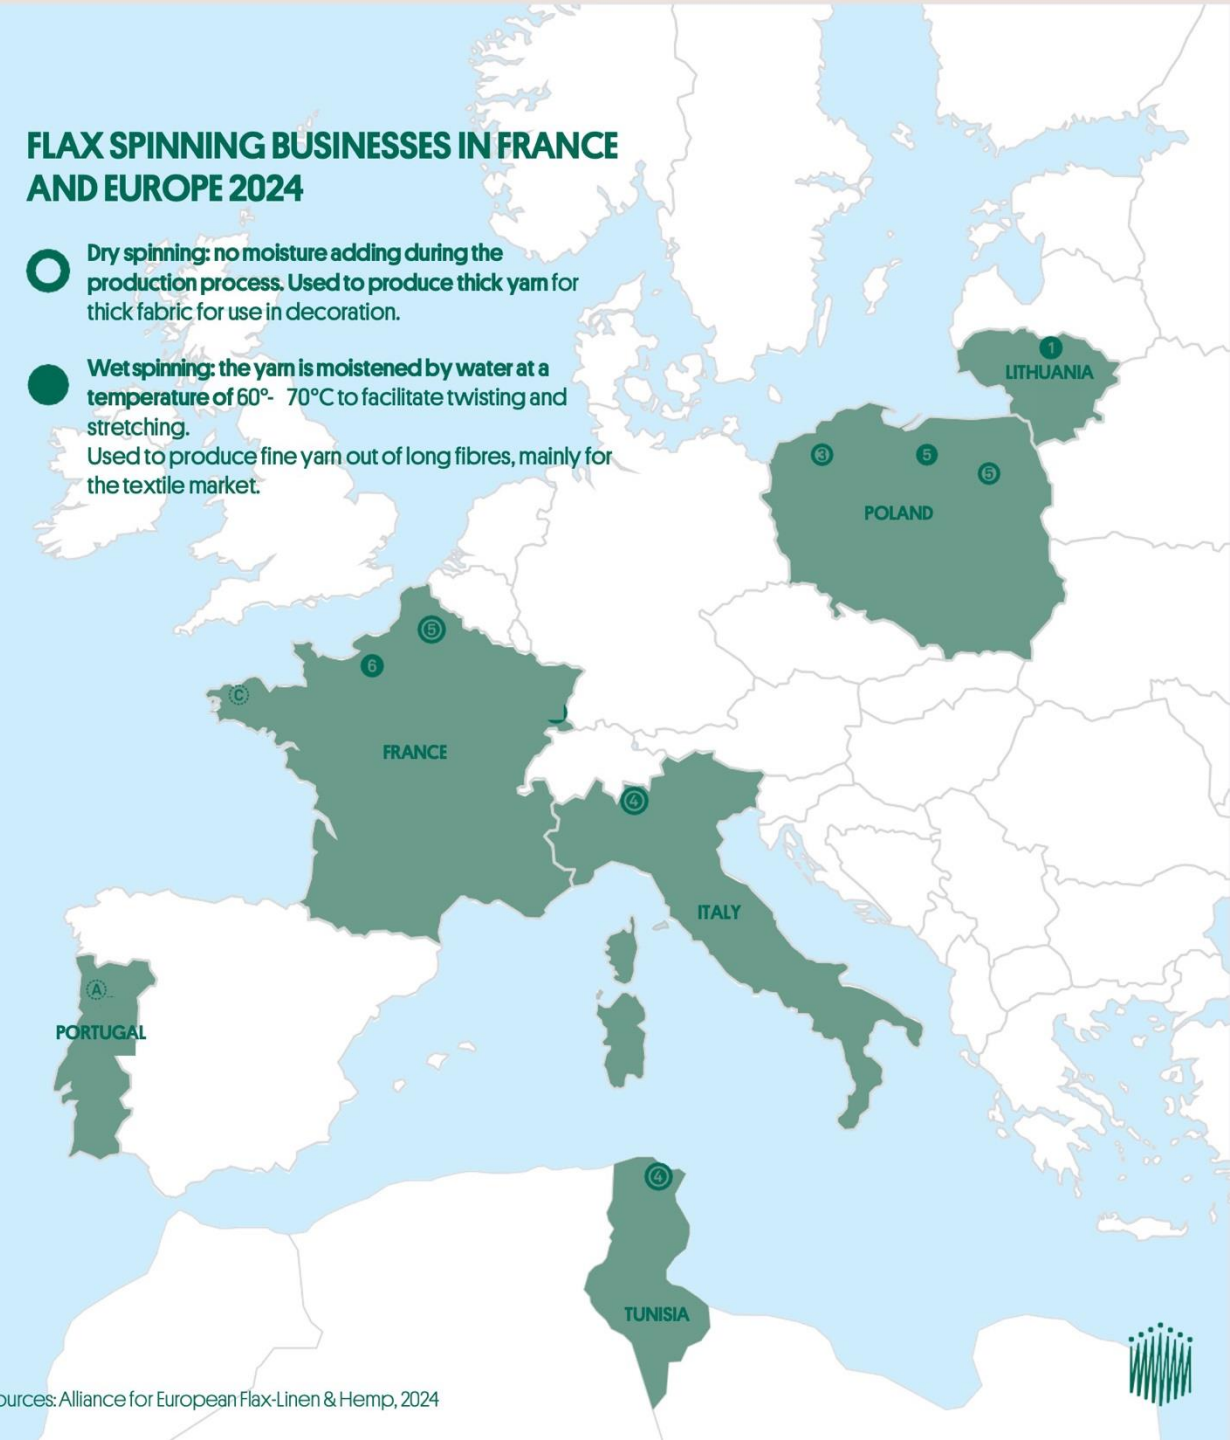 FLAX SPINNING BUSINESSES IN FRANCE
AND EUROPE 2024
Dry spinning: no moisture adding during the
production process. Used to produce thick yarn for
thick fabric for use in decoration.
Wet spinning: the yarn is moistened by water at a
temperature of 60°- 70°C to facilitate twisting and
stretching.
Used to produce fine yarn out of long fibres, mainly for
the textile market.
1
LITHUANIA
3
5
5
POLAND
5
6
C
FRANCE
4
ITALY
A
PORTUGAL
4
TUNISIA
ources: Alliance for European Flax-Linen & Hemp, 2024